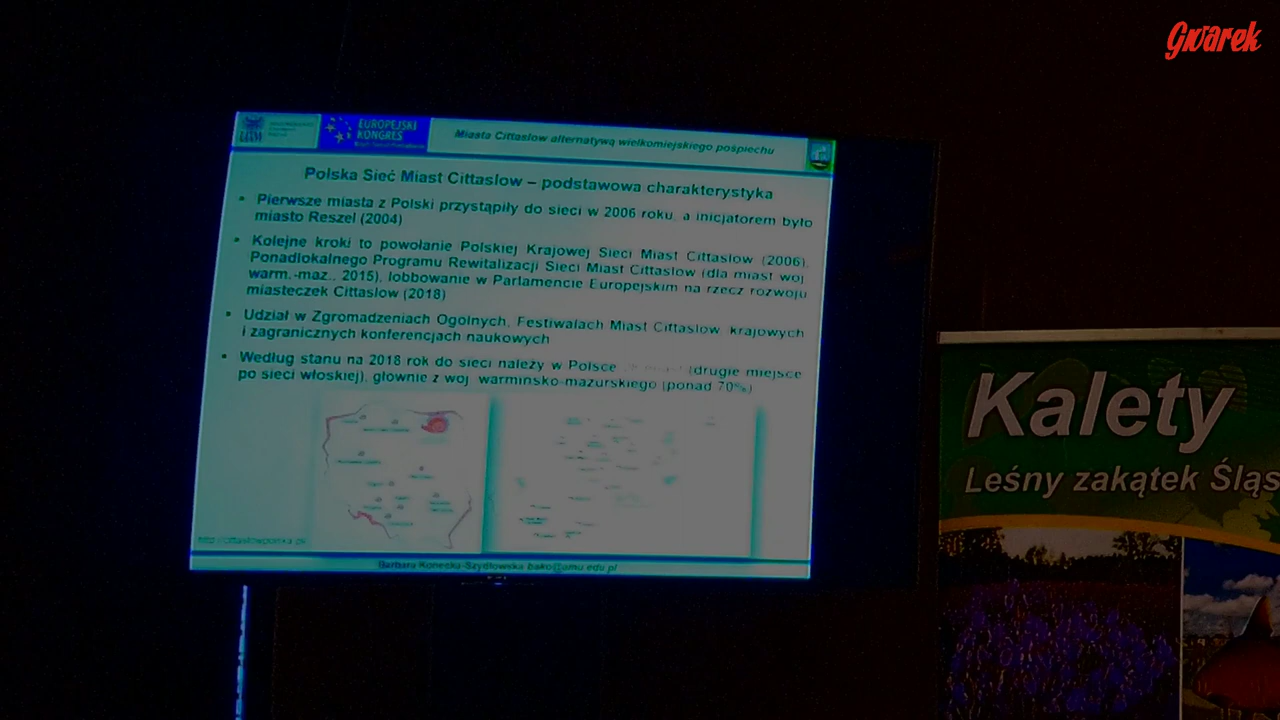 Gwarek
EUROPEJSKI
KONGRES
Miasta Cittaslow alternatywą wielkomiejskiego pośpiechu
Polska Sieć Miast Cittaslow – podstawowa charakterystyka
• Pierwsze miasta z Polski przystąpiły do sieci w 2006 roku, a inicjatorem było
miasto Reszel (2004)
• Kolejne kroki to powołanie Polskiej Krajowej Sieci Miast Cittaslow (2006),
Ponadlokalnego Programu Rewitalizacji Sieci Miast Cittaslow (dla miast woj.
warm.-maz., 2015), lobbowanie w Parlamencie Europejskim na rzecz rozwoju
miasteczek Cittaslow (2018)
• Udział w Zgromadzeniach Ogólnych, Festiwalach Miast Cittaslow, krajowych
i zagranicznych konferencjach naukowych
• Według stanu na 2018 rok do sieci należy w Polsce (drugie miejsce
po sieci włoskiej), głównie z woj. warmińsko-mazurskiego (ponad 70%)
http://cittaslowpolska.pl
Barbara Konecka-Szydłowska bako@amu.edu.pl
Kalety
Leśny zakątek Śląs